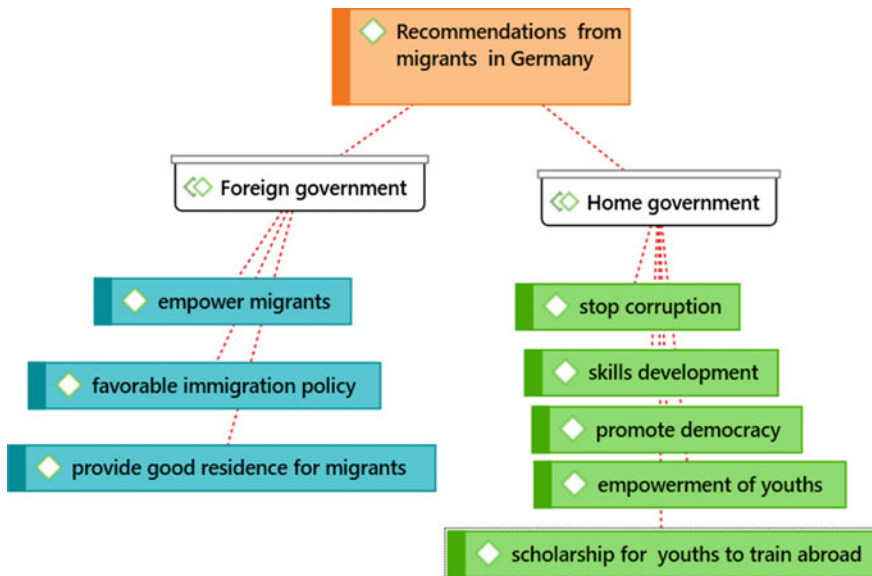 Recommendations from
migrants in Germany
Foreign government
Home government
empower migrants
favorable immigration policy
provide good residence for migrants
stop corruption
skills development
promote democracy
empowerment of youths
scholarship for youths to train abroad